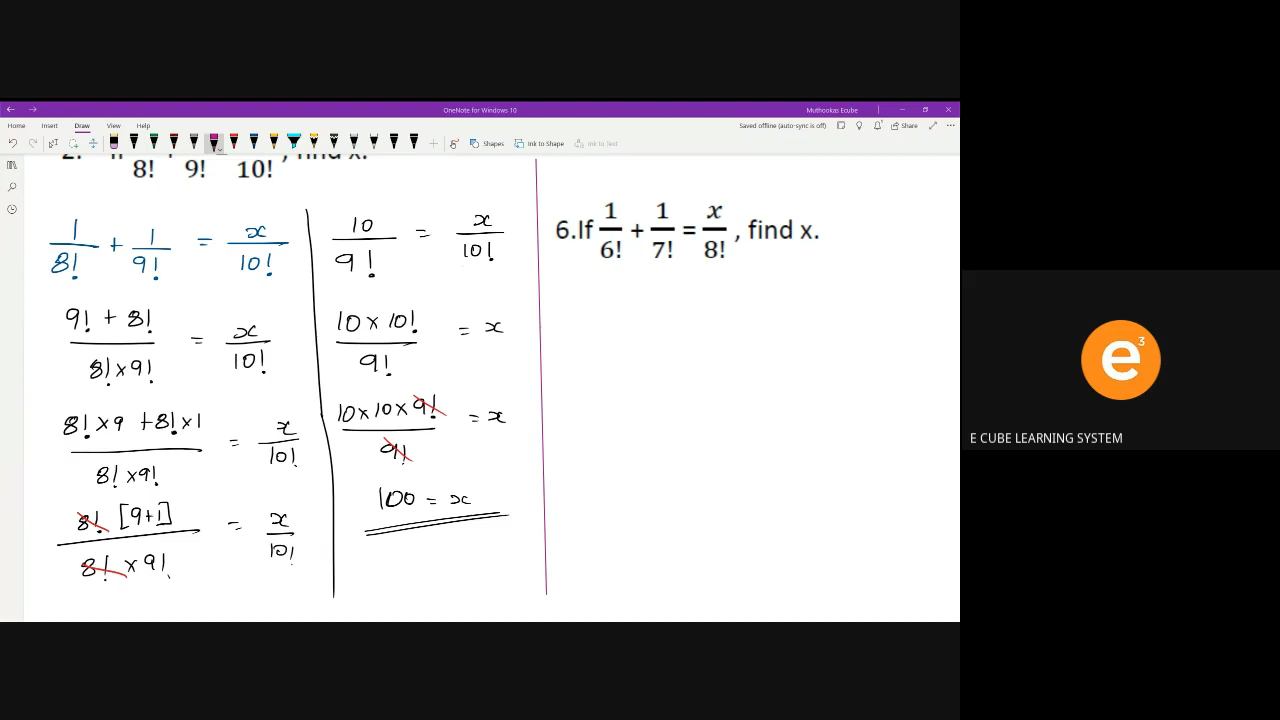 OneNote for Windows 10
Muthookas Ecube
Home Insert Draw View Help
Saved offline (auto-sync is off) Share
Shapes Ink to Shape Ink to Text
8! 9! 10! , find x.
1/8! + 1/9! = x/10!
9! + 8! / 8! × 9! = x/10!
8! × 9 + 8! × 1 / 8! × 9! = x/10!
8! [9+1] / 8! × 9! = x/10!
10/9! = x/10!
10 × 10! / 9! = x
10 × 10 × 9! / 9! = x
100 = x
6.If 1/6! + 1/7! = x/8! , find x.
e3
E CUBE LEARNING SYSTEM